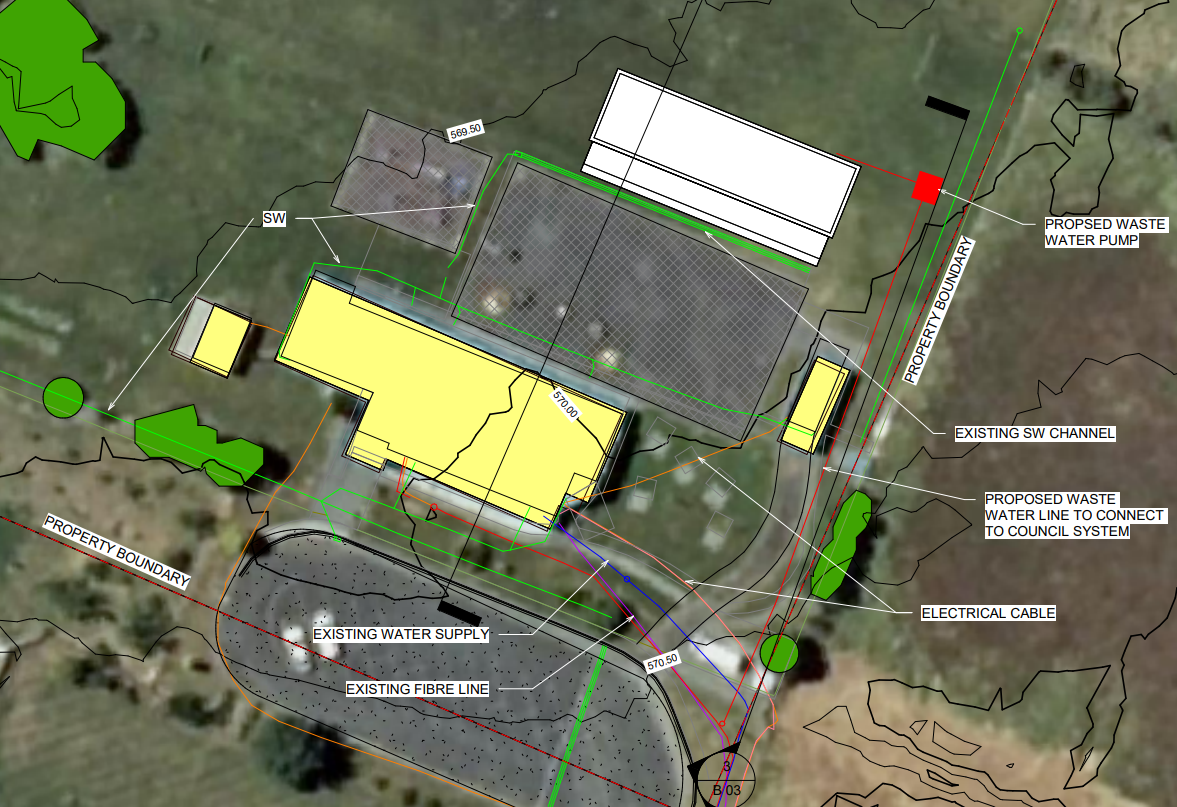 569.50
SW
PROPSED WASTE
WATER PUMP
PROPERTY BOUNDARY
570.00
EXISTING SW CHANNEL
PROPOSED WASTE
WATER LINE TO CONNECT
TO COUNCIL SYSTEM
PROPERTY BOUNDARY
ELECTRICAL CABLE
EXISTING WATER SUPPLY
570.50
EXISTING FIBRE LINE
3
B 03